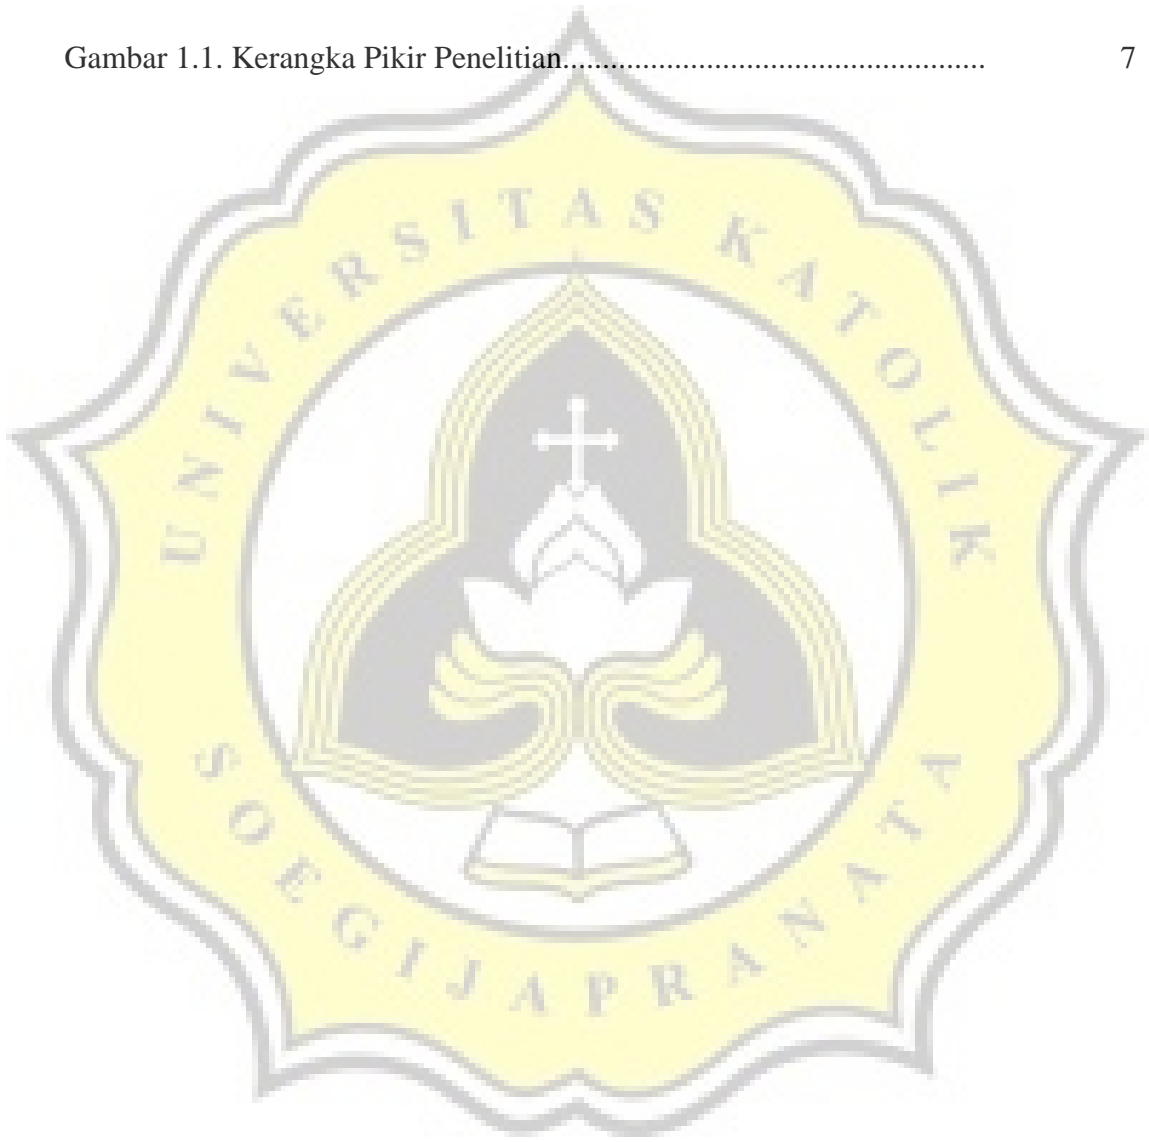 Gambar 1.1. Kerangka Pikir Penelitian.................................................... 7
UNIVERSITAS KATOLIK
SOEGIJAPRANATA